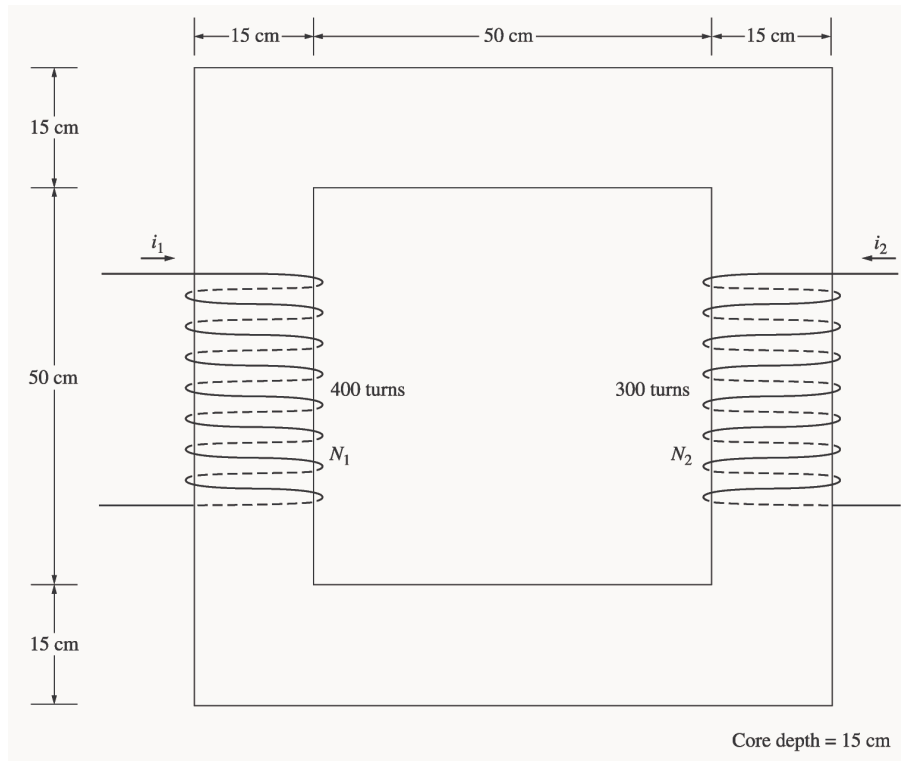 15 cm
50 cm
15 cm
15 cm
i₁
i₂
50 cm
400 turns
300 turns
N₁
N₂
15 cm
Core depth = 15 cm